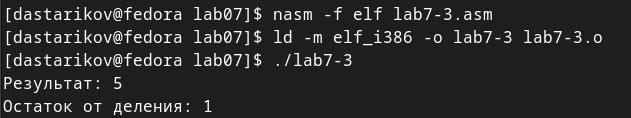 [dastarikov@fedora lab07]$ nasm -f elf lab7-3.asm
[dastarikov@fedora lab07]$ ld -m elf_i386 -o lab7-3 lab7-3.o
[dastarikov@fedora lab07]$ ./lab7-3
Результат: 5
Остаток от деления: 1